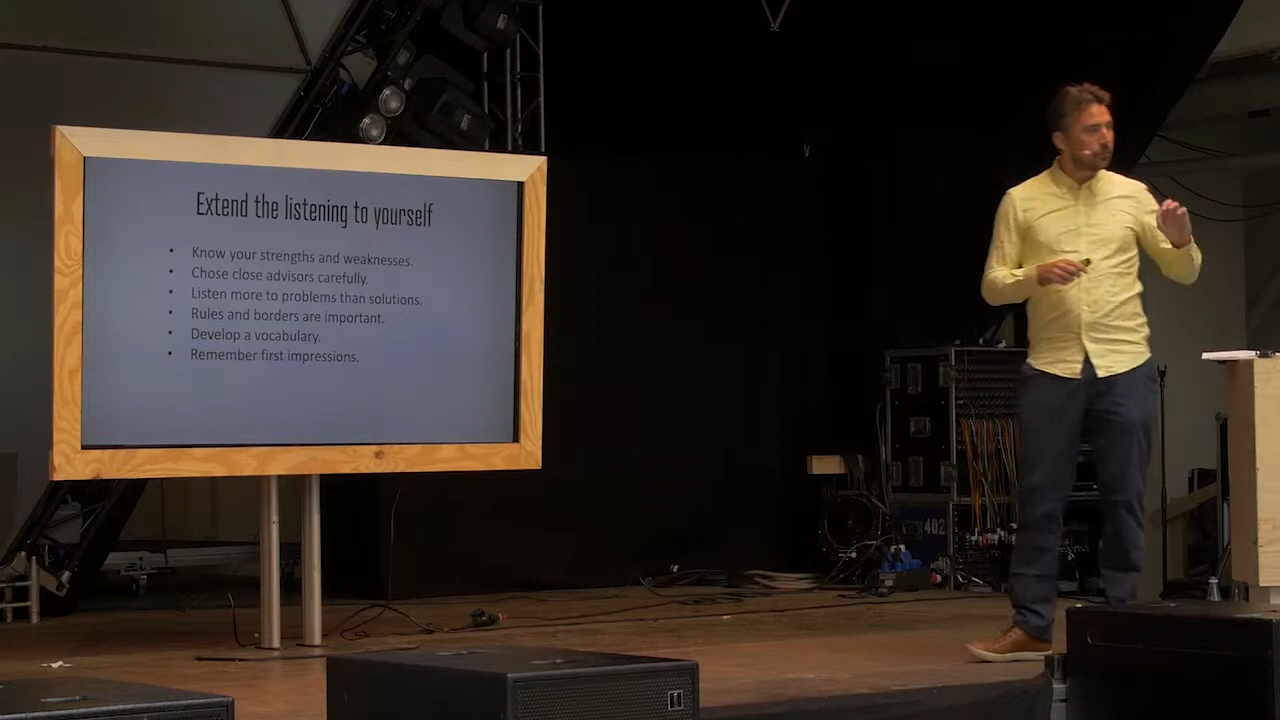 Extend the listening to yourself
• Know your strengths and weaknesses.
• Chose close advisors carefully.
• Listen more to problems than solutions.
• Rules and borders are important.
• Develop a vocabulary.
• Remember first impressions.
402